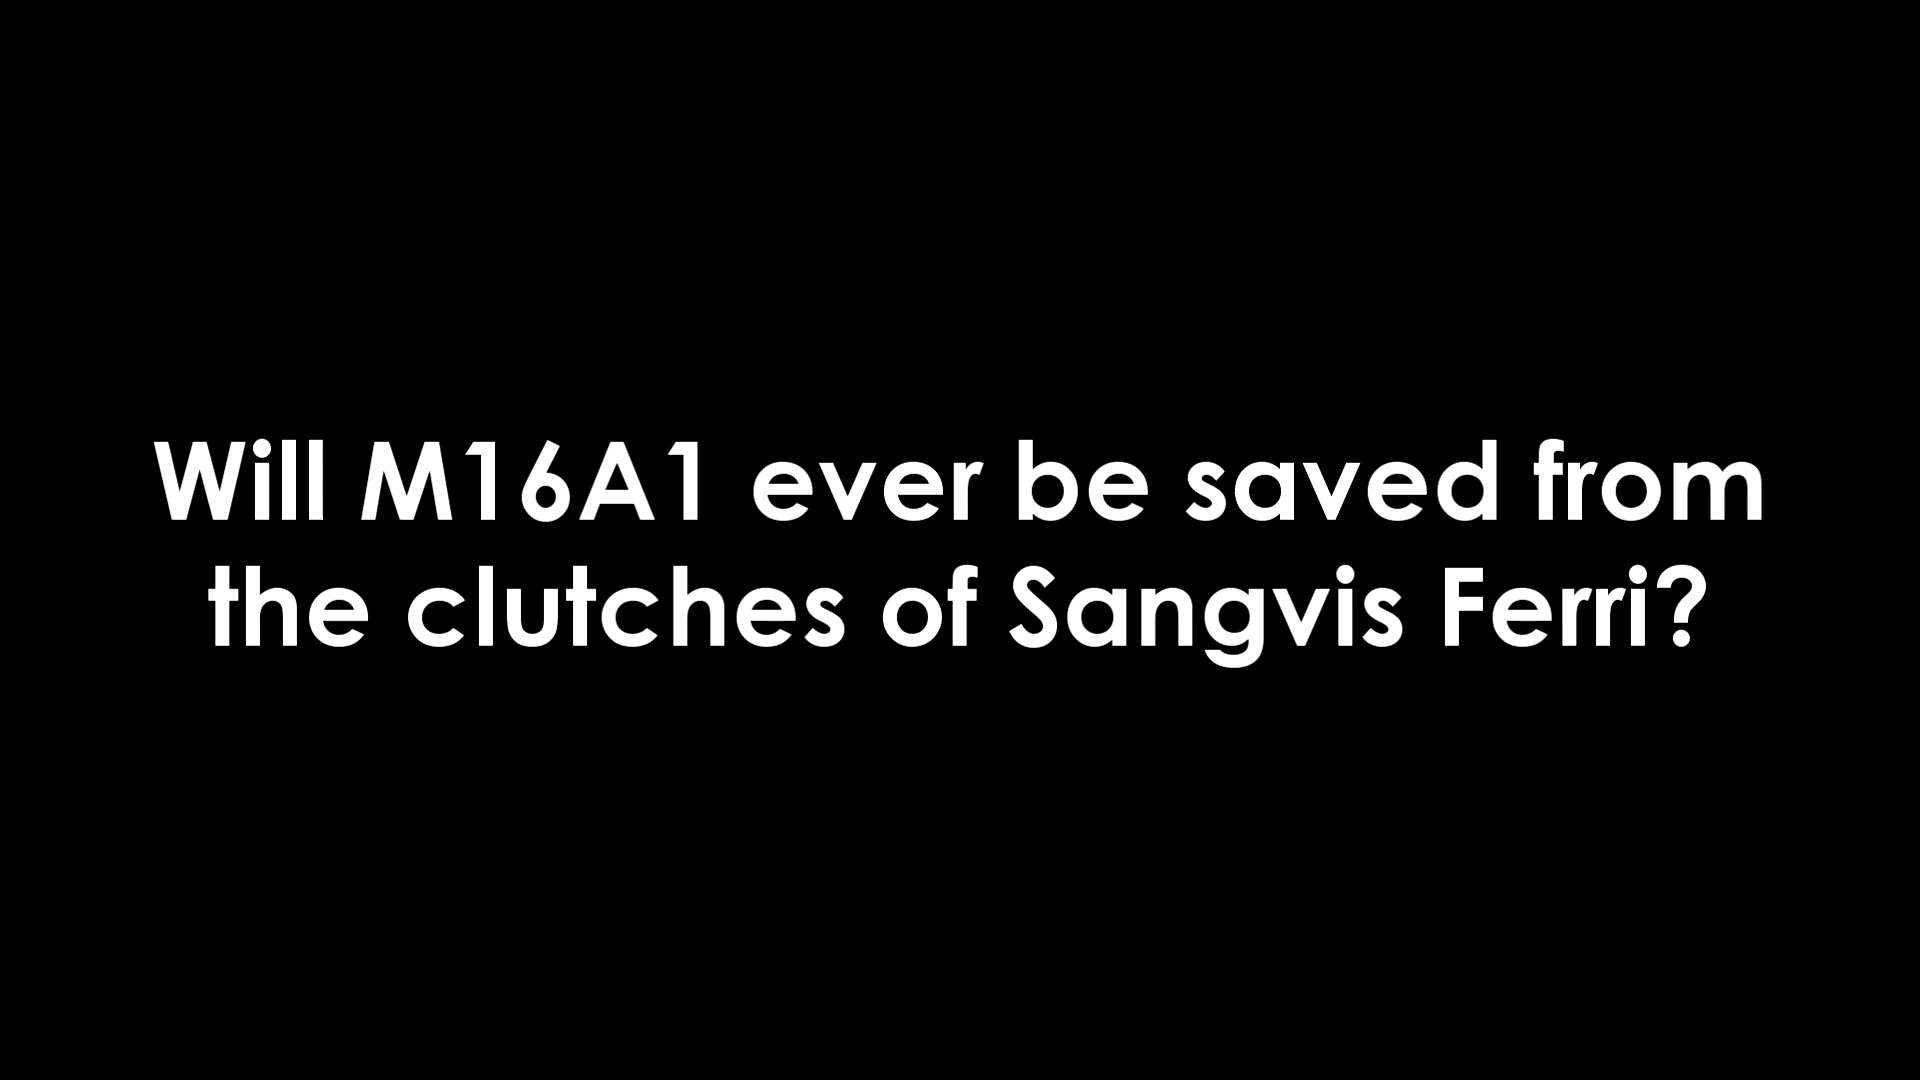 Will M16A1 ever be saved from
the clutches of Sangvis Ferri?